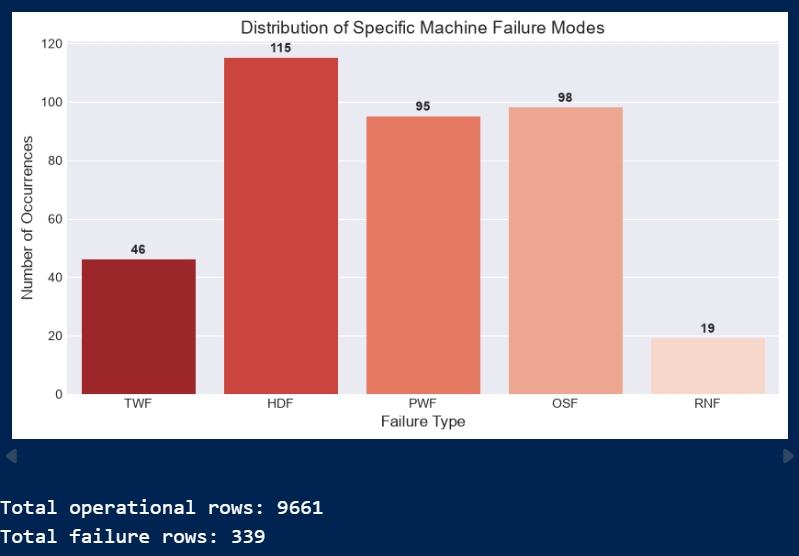 Distribution of Specific Machine Failure Modes
Number of Occurrences
120
100
80
60
40
20
0
46
115
95
98
19
TWF HDF PWF OSF RNF
Failure Type
Total operational rows: 9661
Total failure rows: 339